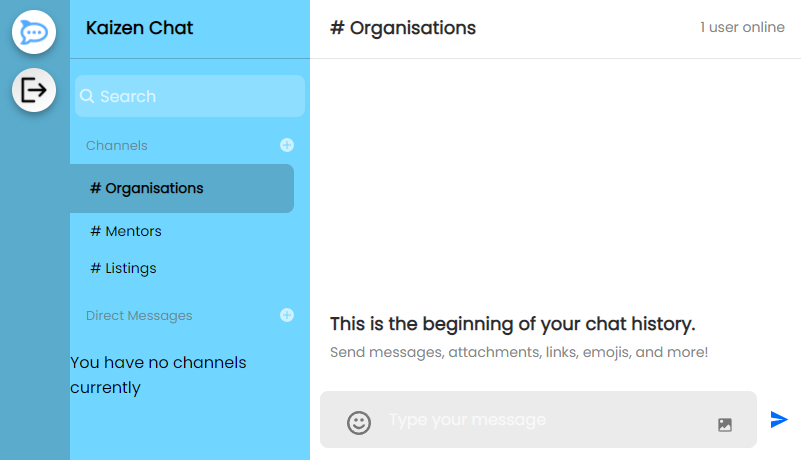 Kaizen Chat
# Organisations
1 user online
Search
Channels
# Organisations
# Mentors
# Listings
Direct Messages
You have no channels
currently
This is the beginning of your chat history.
Send messages, attachments, links, emojis, and more!
Type your message